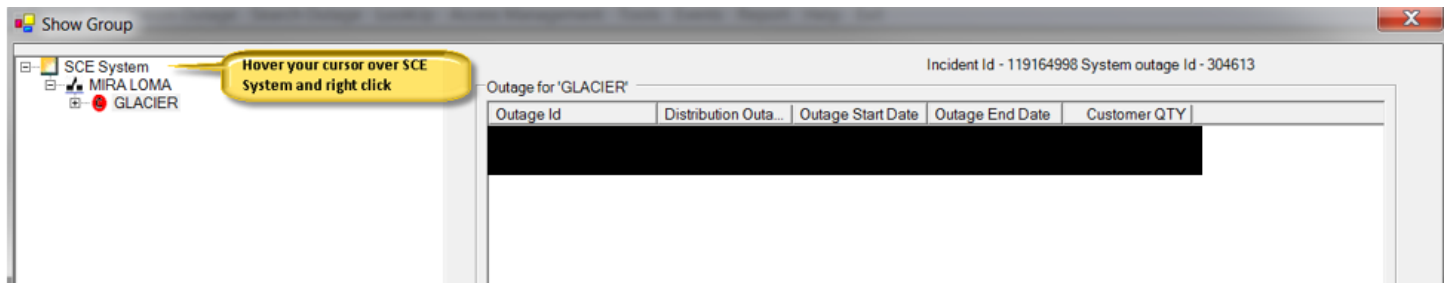 Show Group
SCE System
MIRA LOMA
GLACIER
Hover your cursor over SCE
System and right click
Incident Id - 119164998 System outage Id - 304613
Outage for 'GLACIER'
Outage Id Distribution Outa... Outage Start Date Outage End Date Customer QTY